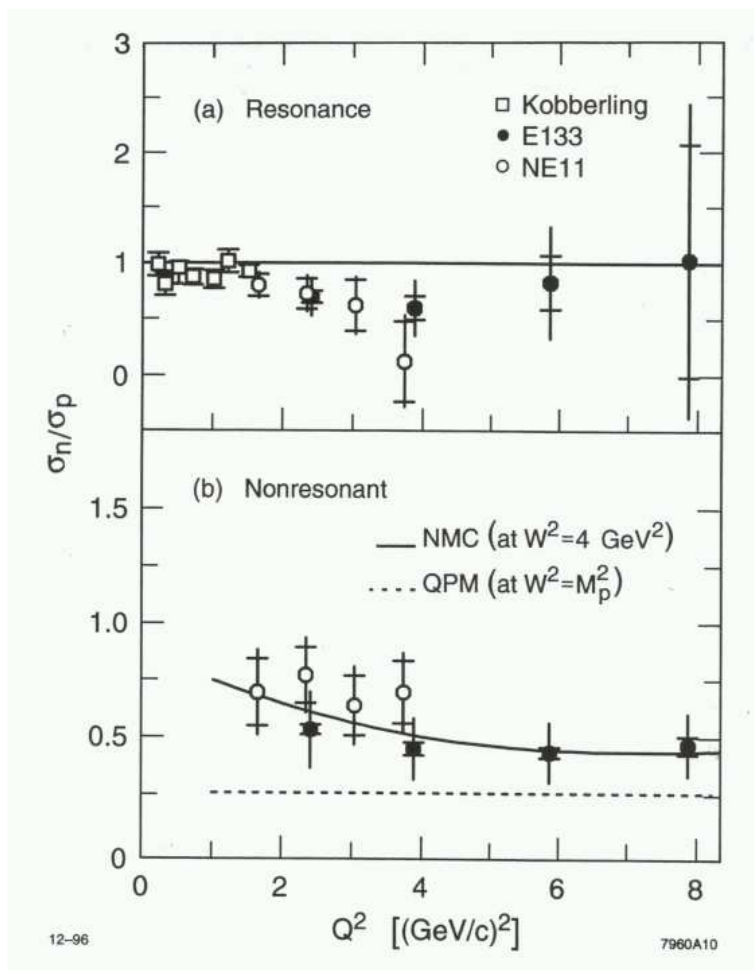 3
(a) Resonance
Kobberling
E133
NE11
2
1
0
σn/σp
(b) Nonresonant
1.5
NMC (at W²=4 GeV²)
QPM (at W²=M²p)
1.0
0.5
0
0 2 4 6 8
Q² [(GeV/c)²]
12–96
7960A10